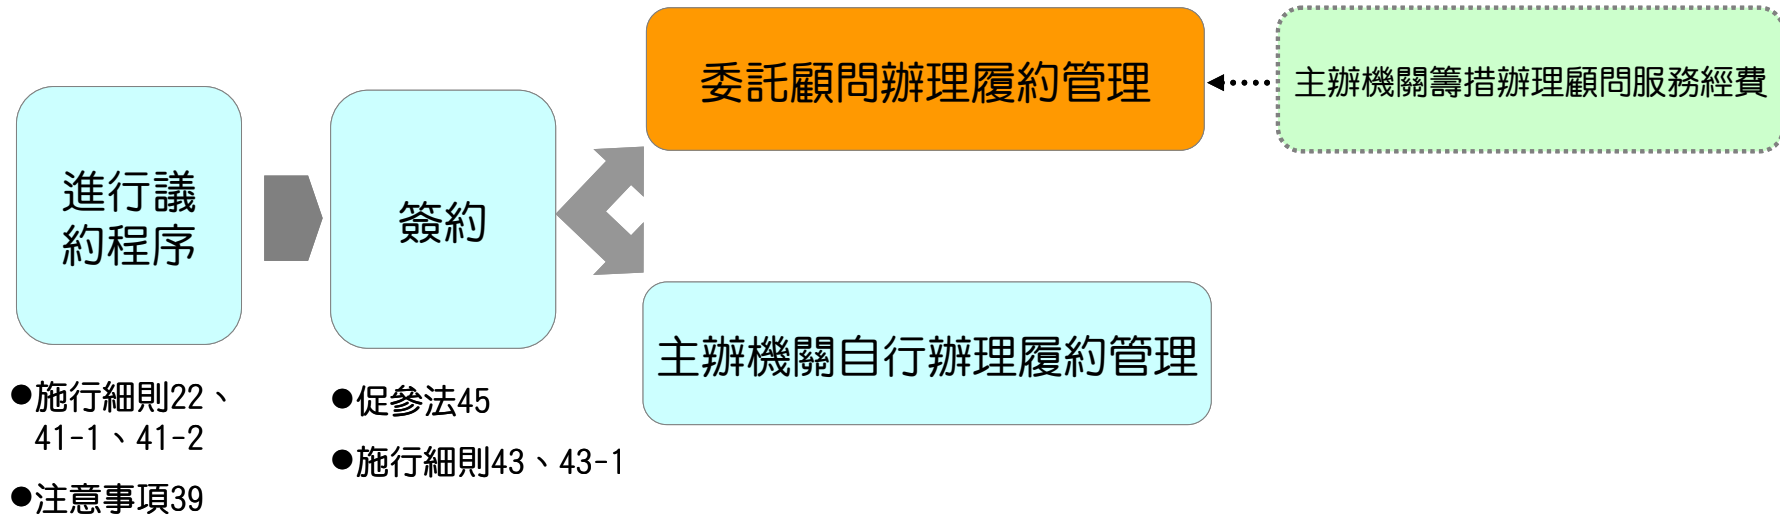 進行議
約程序
●施行細則22、
41-1、41-2
●注意事項39
簽約
●促參法45
●施行細則43、43-1
委託顧問辦理履約管理
主辦機關籌措辦理顧問服務經費
主辦機關自行辦理履約管理